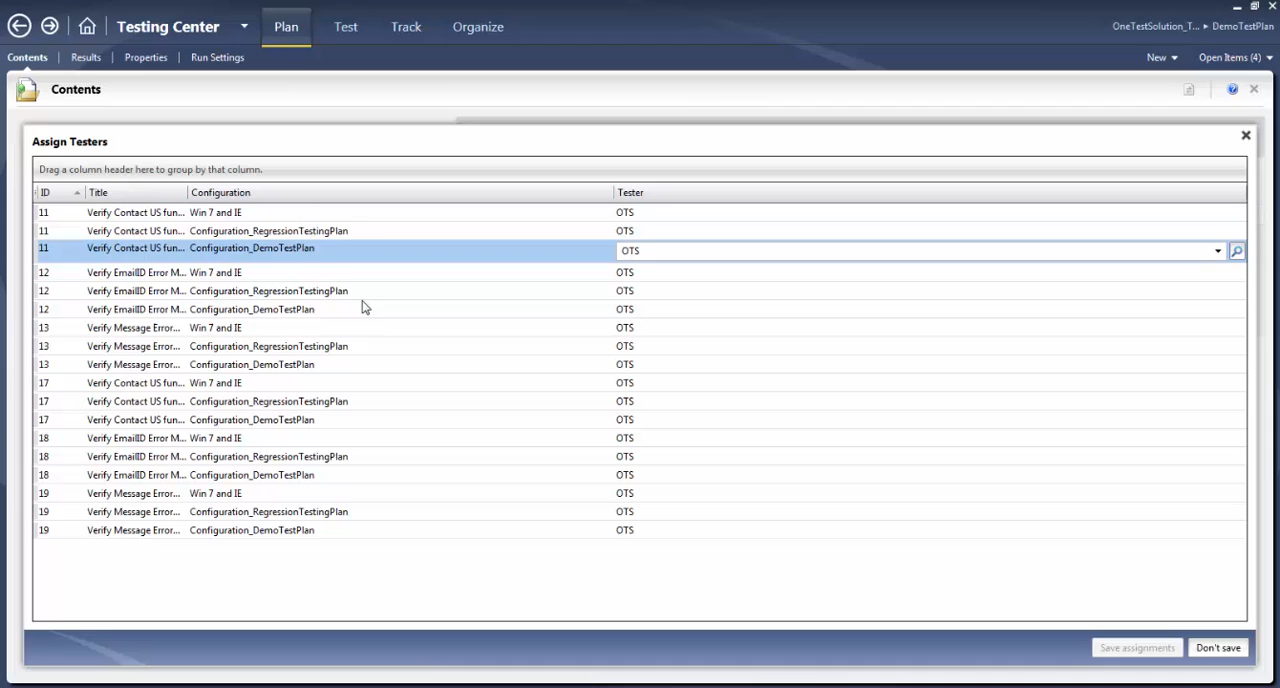 Testing Center Plan Test Track Organize OneTestSolution_T... ▸ DemoTestPlan
Contents | Results | Properties | Run Settings New Open Items (4)
Contents
Assign Testers
Drag a column header here to group by that column.
ID Title Configuration Tester
11 Verify Contact US fun... Win 7 and IE OTS
11 Verify Contact US fun... Configuration_RegressionTestingPlan OTS
11 Verify Contact US fun... Configuration_DemoTestPlan OTS
12 Verify EmailID Error M... Win 7 and IE OTS
12 Verify EmailID Error M... Configuration_RegressionTestingPlan OTS
12 Verify EmailID Error M... Configuration_DemoTestPlan OTS
13 Verify Message Error... Win 7 and IE OTS
13 Verify Message Error... Configuration_RegressionTestingPlan OTS
13 Verify Message Error... Configuration_DemoTestPlan OTS
17 Verify Contact US fun... Win 7 and IE OTS
17 Verify Contact US fun... Configuration_RegressionTestingPlan OTS
17 Verify Contact US fun... Configuration_DemoTestPlan OTS
18 Verify EmailID Error M... Win 7 and IE OTS
18 Verify EmailID Error M... Configuration_RegressionTestingPlan OTS
18 Verify EmailID Error M... Configuration_DemoTestPlan OTS
19 Verify Message Error... Win 7 and IE OTS
19 Verify Message Error... Configuration_RegressionTestingPlan OTS
19 Verify Message Error... Configuration_DemoTestPlan OTS
Save assignments Don't save